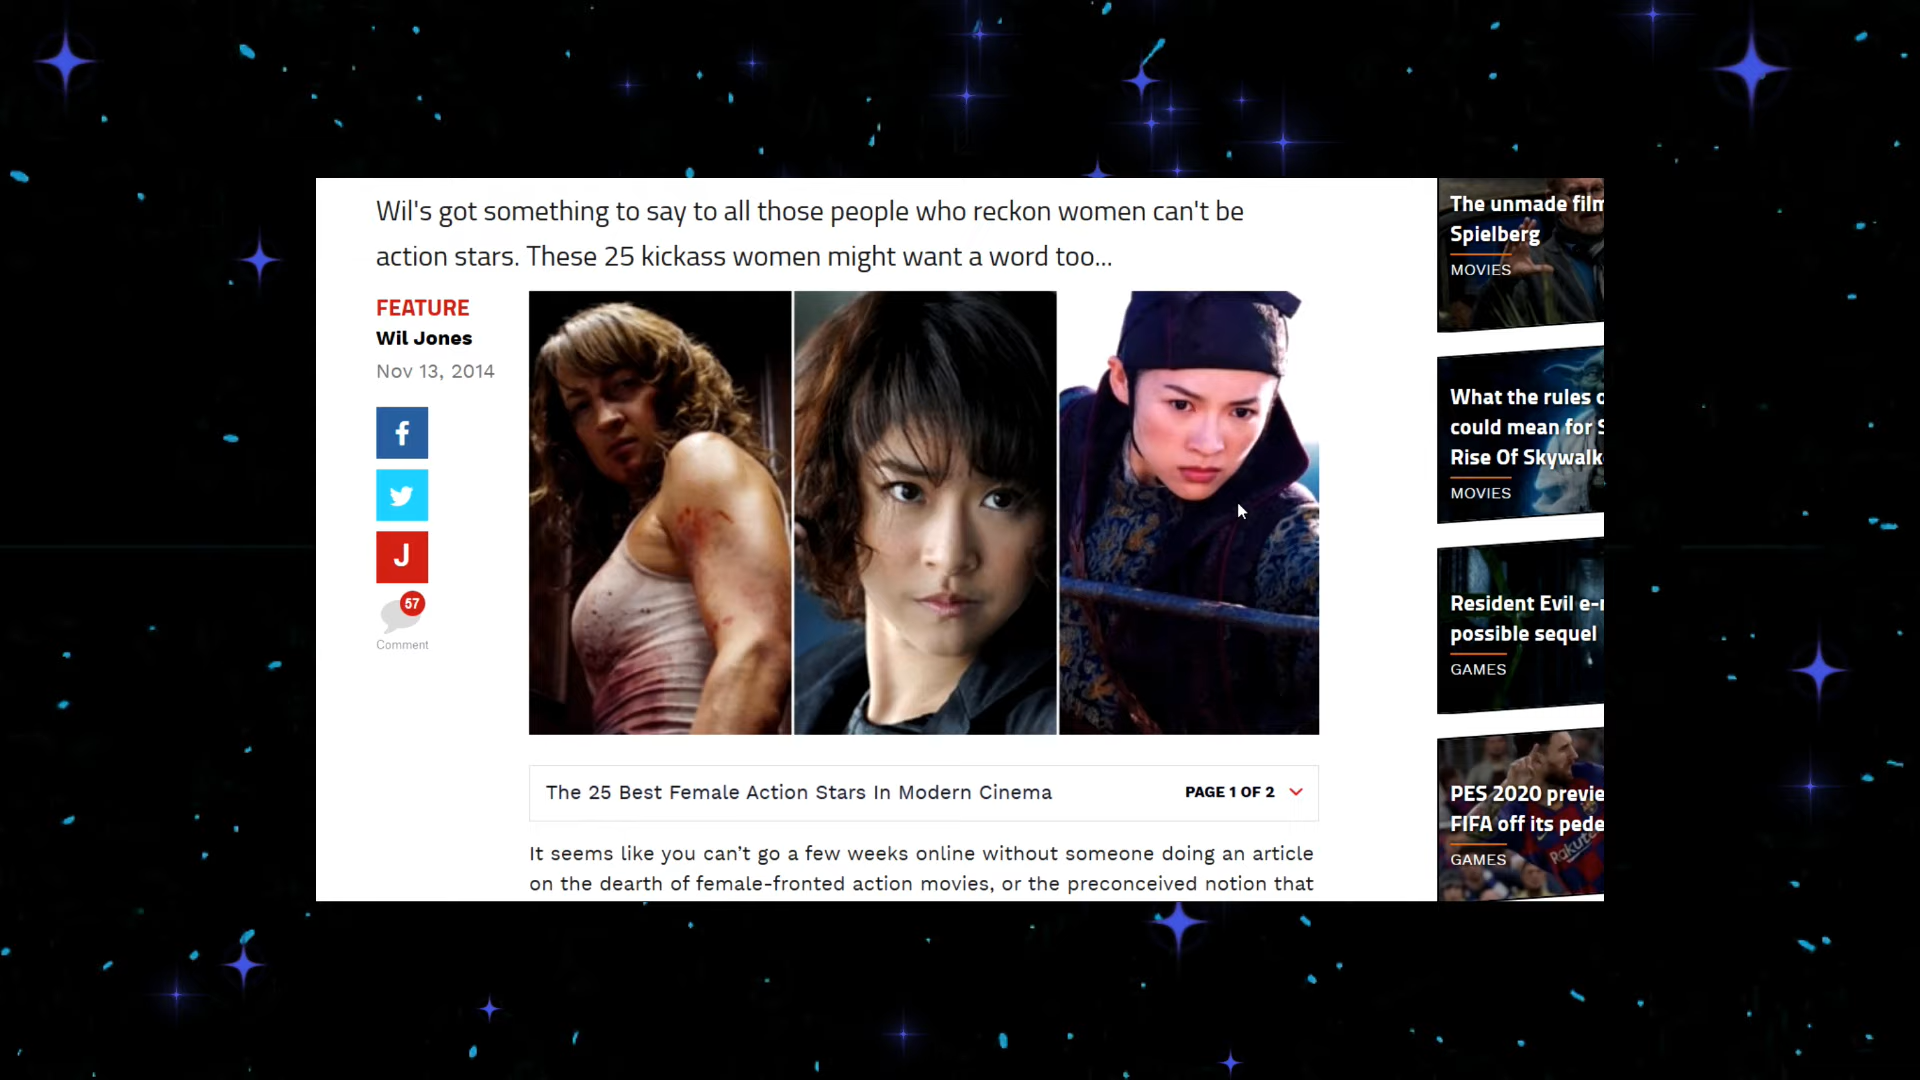 Wil's got something to say to all those people who reckon women can't be
action stars. These 25 kickass women might want a word too...
FEATURE
Wil Jones
Nov 13, 2014
f
J
57
Comment
The 25 Best Female Action Stars In Modern Cinema
PAGE 1 OF 2
It seems like you can't go a few weeks online without someone doing an article
on the dearth of female-fronted action movies, or the preconceived notion that
The unmade film
Spielberg
MOVIES
What the rules
could mean for
Rise Of Skywalk
MOVIES
Resident Evil e-
possible sequel
GAMES
PES 2020 previe
FIFA off its pede
GAMES
Rakute